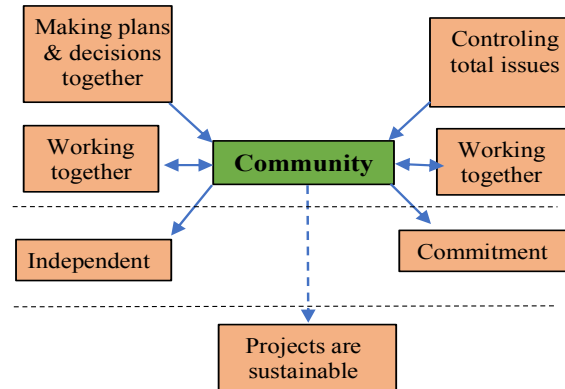 Making plans
& decisions
together
Controling
total issues
Working
together
Community
Working
together
Independent
Commitment
Projects are
sustainable